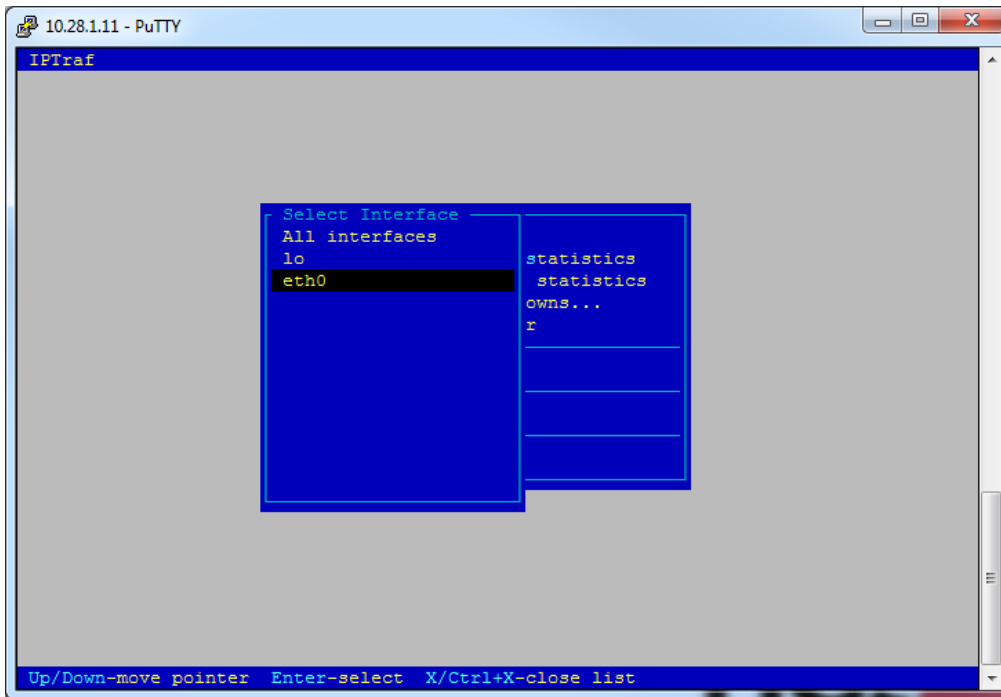 10.28.1.11 - PuTTY
IPTraf
Select Interface
All interfaces
lo
statistics
eth0
statistics
owns...
r
Up/Down-move pointer Enter-select X/Ctrl+X-close list